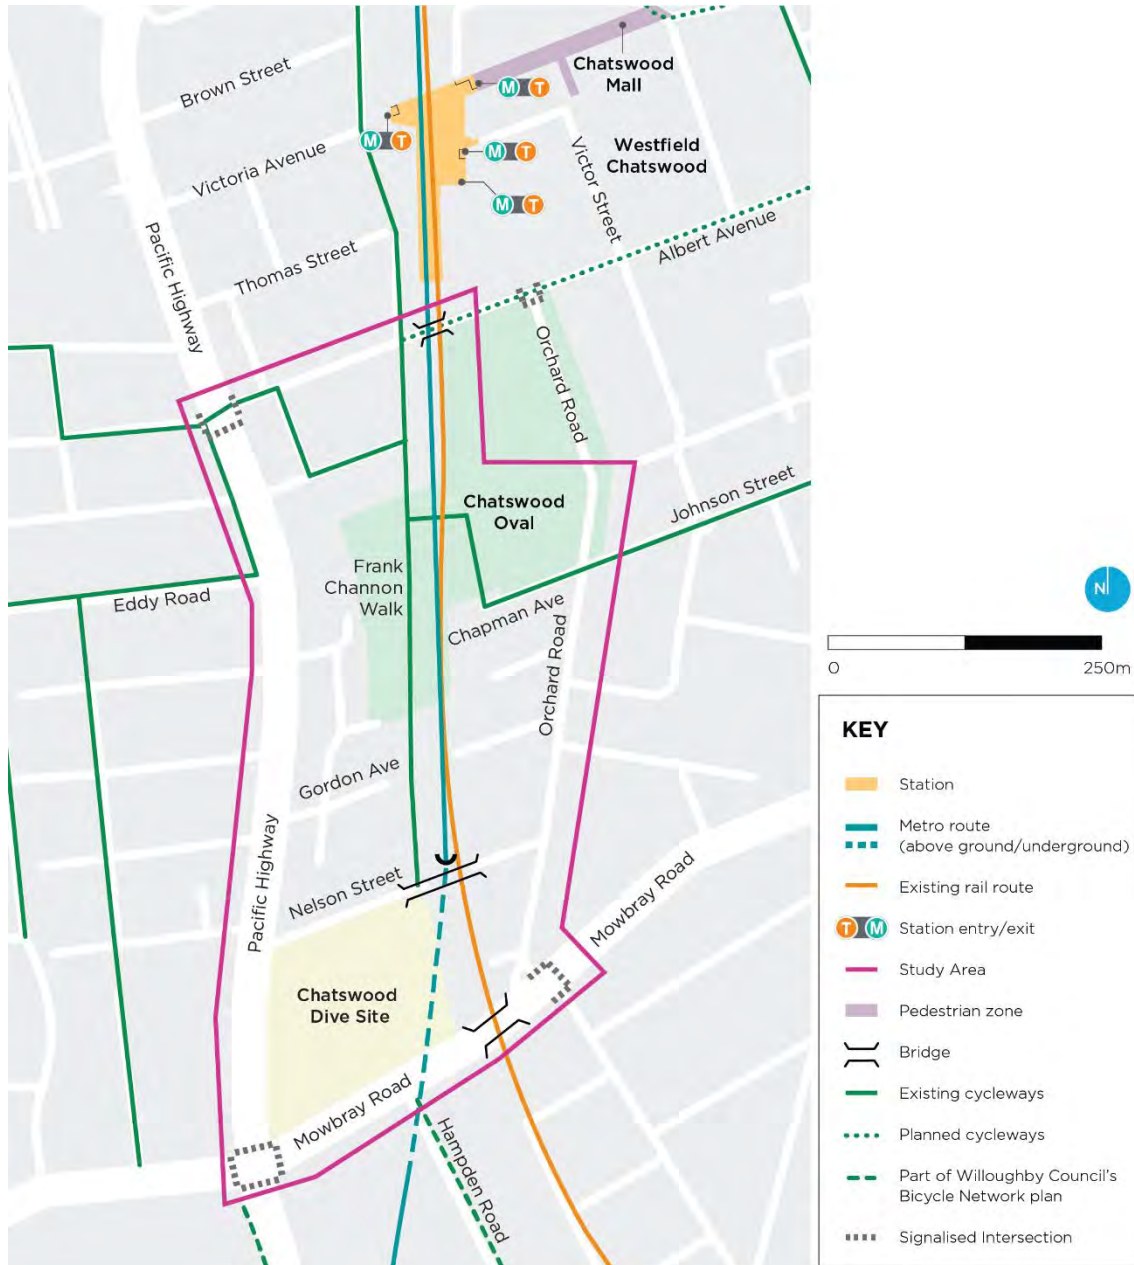 Brown Street
Chatswood
Mall
M T
M T
Victoria Avenue
M T
Westfield
Chatswood
Victor Street
M T
Albert Avenue
Pacific Highway
Thomas Street
Orchard Road
Chatswood
Oval
Johnson Street
Frank
Channon
Walk
Eddy Road
Chapman Ave
Orchard Road
Gordon Ave
Pacific Highway
Nelson Street
Mowbray Road
Chatswood
Dive Site
Mowbray Road
Hampden Road
N
0 250m
KEY
Station
Metro route
(above ground/underground)
Existing rail route
T M Station entry/exit
Study Area
Pedestrian zone
Bridge
Existing cycleways
Planned cycleways
Part of Willoughby Council's
Bicycle Network plan
Signalised Intersection